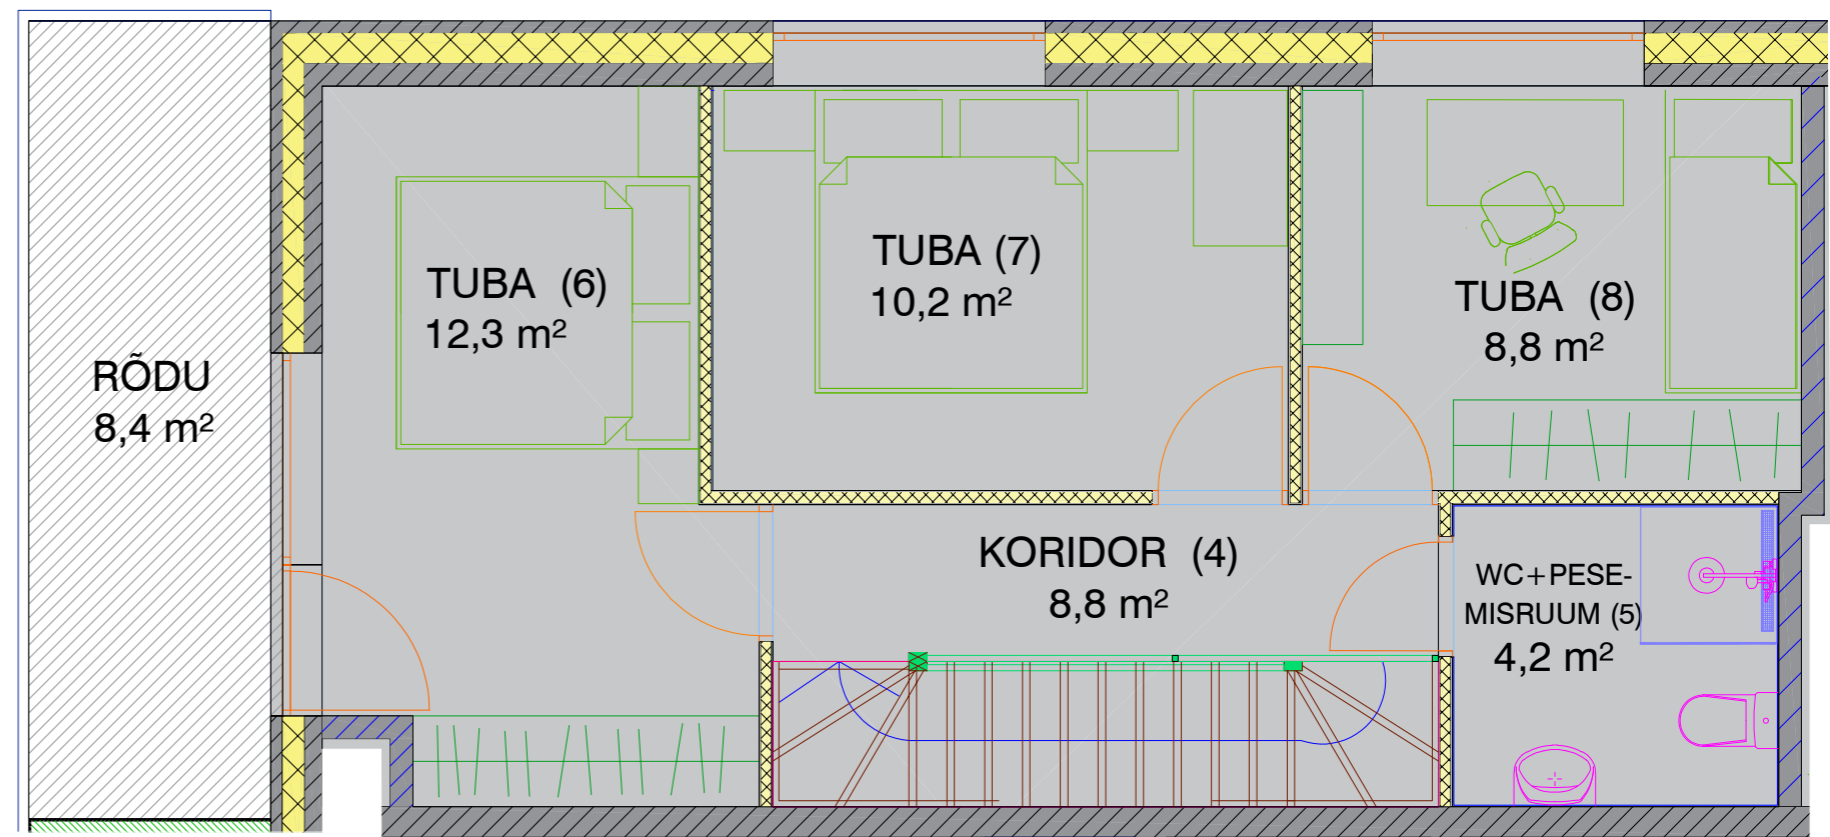 RÕDU
8,4 m²
TUBA (6)
12,3 m²
TUBA (7)
10,2 m²
TUBA (8)
8,8 m²
KORIDOR (4)
8,8 m²
WC+PESE-
MISRUUM (5)
4,2 m²